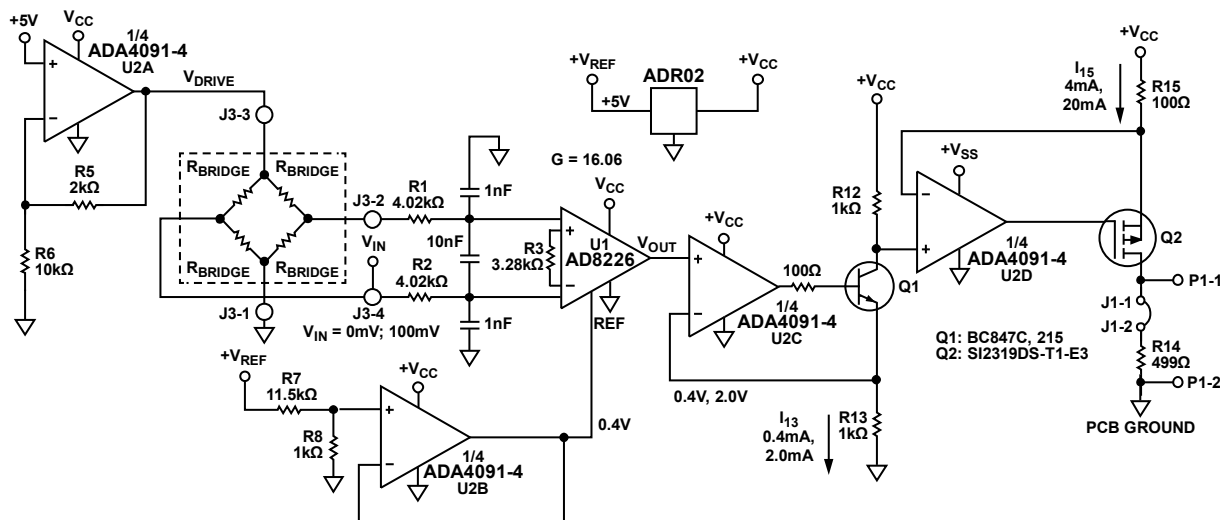 +5V
VCC
1/4
ADA4091-4
U2A
VDRIVE
J3-3
R5
2kΩ
R6
10kΩ
RBRIDGE
RBRIDGE
RBRIDGE
RBRIDGE
J3-1
J3-2
VIN
J3-4
VIN = 0mV; 100mV
R1
4.02kΩ
R2
4.02kΩ
1nF
10nF
1nF
G = 16.06
VCC
R3
3.28kΩ
U1
AD8226
VOUT
REF
0.4V
+VREF
+5V
ADR02
+VCC
+VREF
R7
11.5kΩ
R8
1kΩ
+VCC
1/4
ADA4091-4
U2B
+VCC
1/4
ADA4091-4
U2C
100Ω
Q1
0.4V, 2.0V
+VCC
R12
1kΩ
I13
0.4mA,
2.0mA
R13
1kΩ
+VSS
1/4
ADA4091-4
U2D
+VCC
I15
4mA,
20mA
R15
100Ω
Q2
P1-1
J1-1
J1-2
R14
499Ω
P1-2
PCB GROUND
Q1: BC847C, 215
Q2: SI2319DS-T1-E3